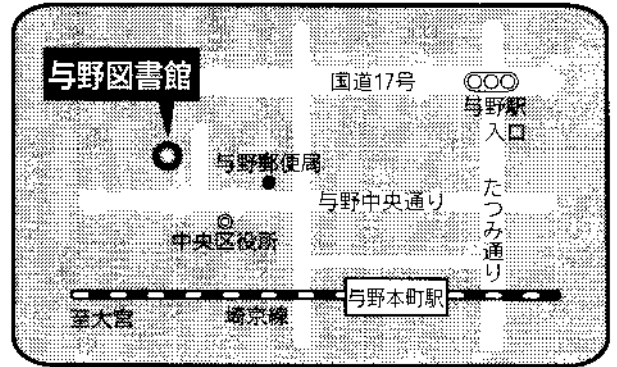 与野図書館
国道17号
与野駅
入口
与野郵便局
与野中央通り
たつみ通り
中央区役所
与野本町駅
至大宮
埼京線